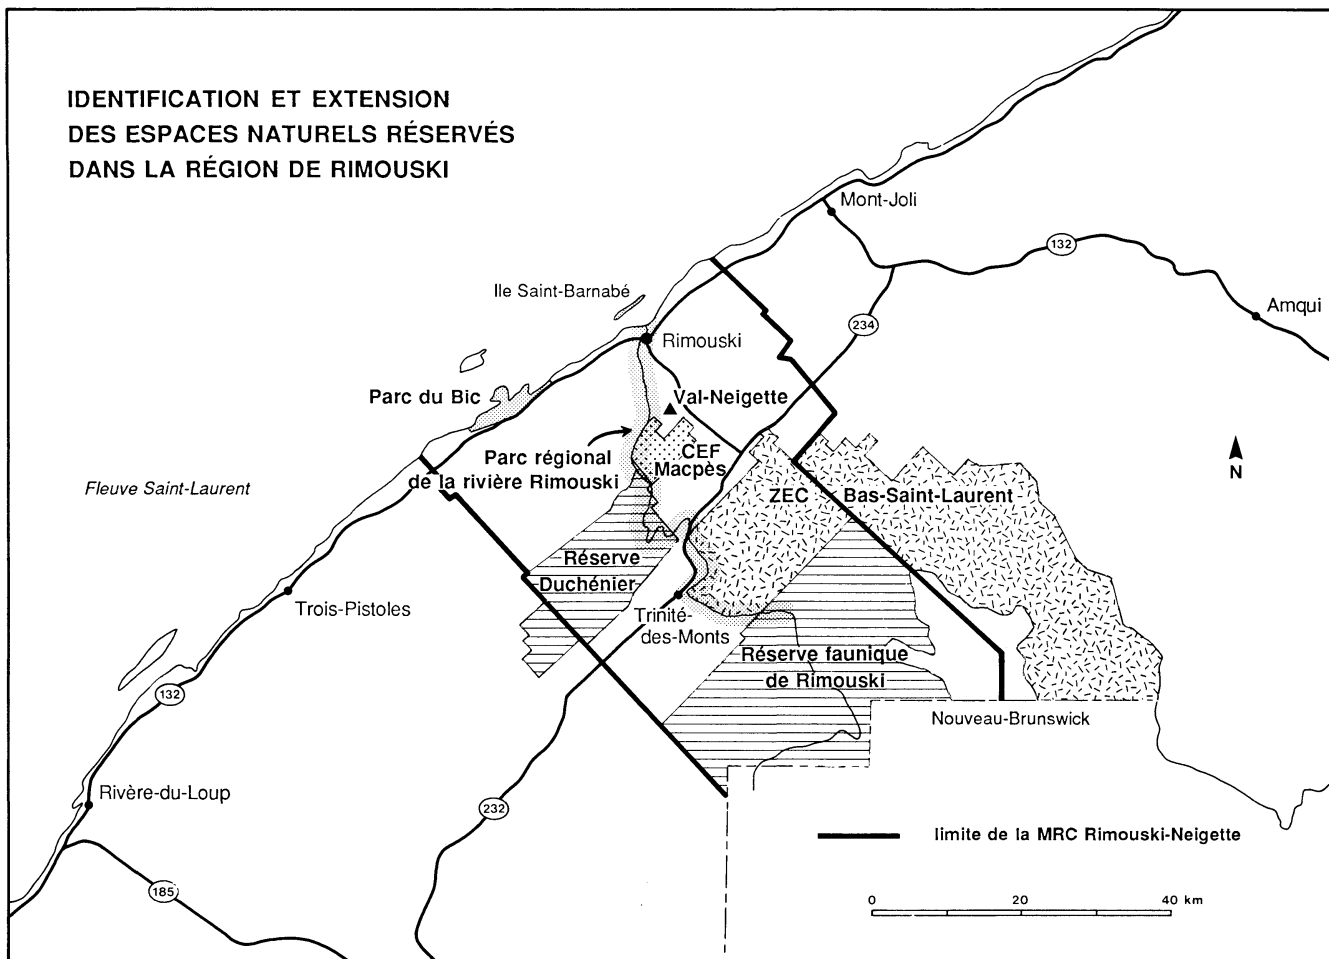 IDENTIFICATION ET EXTENSION
DES ESPACES NATURELS RÉSERVÉS
DANS LA RÉGION DE RIMOUSKI
Mont-Joli
132
Ile Saint-Barnabé
Amqui
234
Rimouski
Parc du Bic
Val-Neigette
CEF
Macpès
Parc régional
de la rivière Rimouski
N
Fleuve Saint-Laurent
ZEC
Bas-Saint-Laurent
Réserve
Duchénier
Trois-Pistoles
Trinité-
des-Monts
Réserve faunique
de Rimouski
132
Nouveau-Brunswick
Rivère-du-Loup
232
limite de la MRC Rimouski-Neigette
185
0 20 40 km